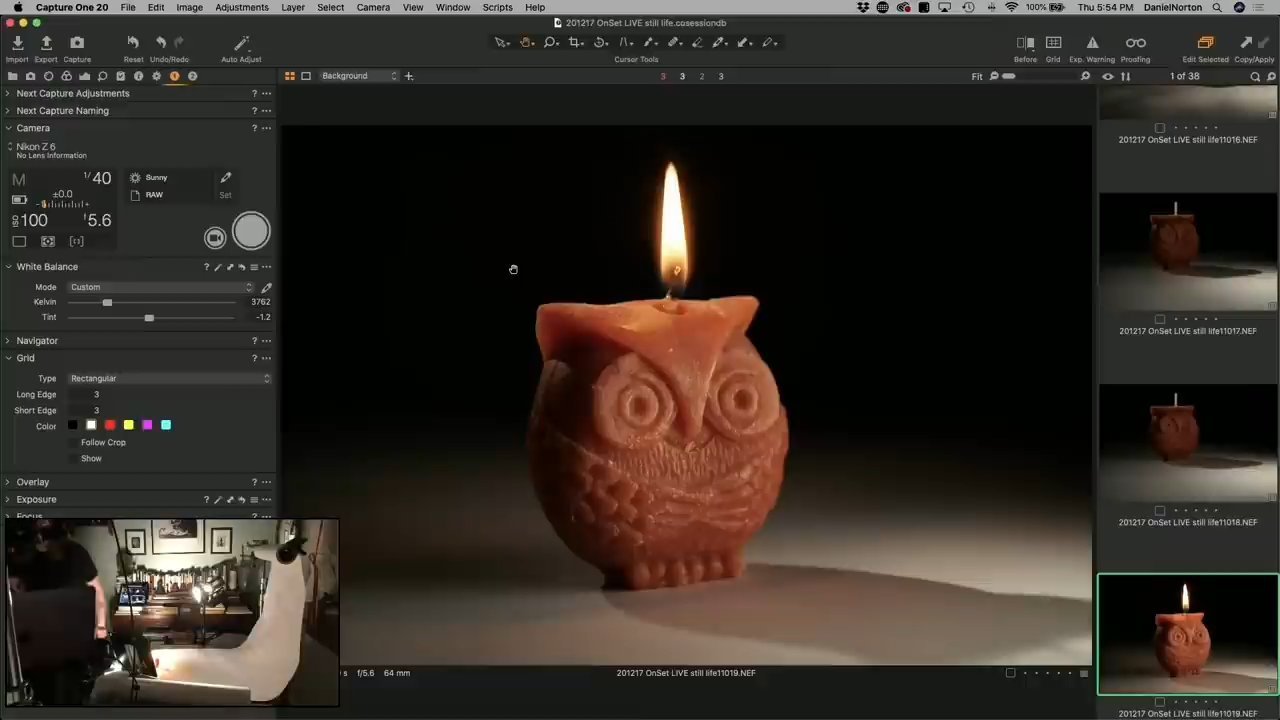 Capture One 20 File Edit Image Adjustments Layer Select Camera View Window Scripts Help 100% Thu 5:54 PM DanielNorton
201217 OnSet LIVE still life.cosessiondb
Import Export Capture Reset Undo/Redo Auto Adjust Cursor Tools Before Grid Exp. Warning Proofing Edit Selected Copy/Apply
Background 3 3 2 3 Fit 1 of 38
Next Capture Adjustments
Next Capture Naming
Camera
Nikon Z 6
No Lens Information
M 1/40 Sunny
±0.0 RAW Set
ISO 100 f5.6
White Balance
Mode Custom
Kelvin 3762
Tint -1.2
Navigator
Grid
Type Rectangular
Long Edge 3
Short Edge 3
Color
Follow Crop
Show
Overlay
Exposure
Focus
s f/5.6 64 mm 201217 OnSet LIVE still life11019.NEF
201217 OnSet LIVE still life11016.NEF
201217 OnSet LIVE still life11017.NEF
201217 OnSet LIVE still life11018.NEF
201217 OnSet LIVE still life11019.NEF